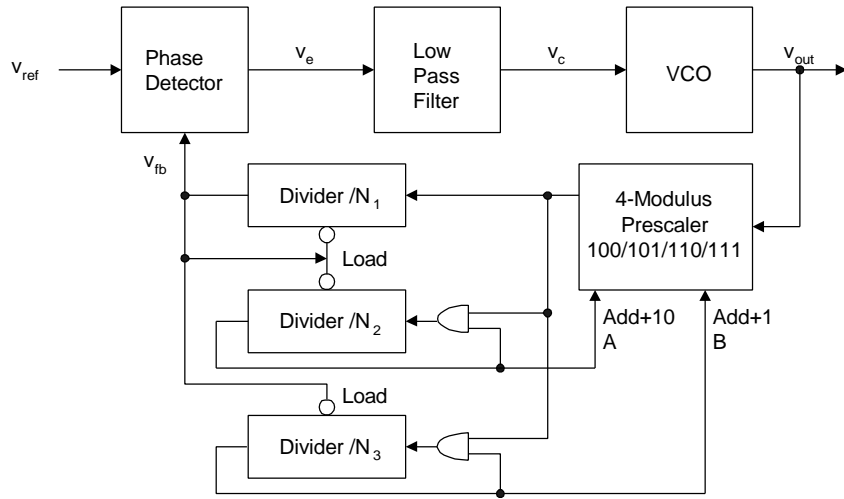 v_ref
Phase
Detector
v_e
Low
Pass
Filter
v_c
VCO
v_out
v_fb
Divider /N_1
4-Modulus
Prescaler
100/101/110/111
Load
Divider /N_2
Add+10
A
Add+1
B
Load
Divider /N_3